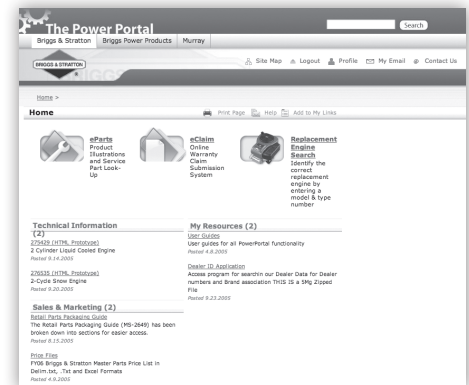 The Power Portal
Search
Briggs & Stratton Briggs Power Products Murray
Site Map Logout Profile My Email Contact Us
BRIGGS & STRATTON
BRIGGS
Home >
Home
Print Page Help Add to My Links
eParts
Product
Illustrations
and Service
Part Look-
Up
eClaim
Online
Warranty
Claim
Submission
System
Replacement
Engine
Search
Identify the
correct
replacement
engine by
entering a
model & type
number
Technical Information
(2)
275429 (HTML Prototype)
2 Cylinder Liquid Cooled Engine
Posted 9.14.2005
276535 (HTML Prototype)
2-Cycle Snow Engine
Posted 9.20.2005
Sales & Marketing (2)
Retail Parts Packaging Guide
The Retail Parts Packaging Guide (MS-2649) has been
broken down into sections for easier access.
Posted 8.15.2005
Price Files
FY06 Briggs & Stratton Master Parts Price List in
Delim.txt, .Txt and Excel Formats
Posted 4.9.2005
My Resources (2)
User Guides
User guides for all PowerPortal functionality
Posted 4.8.2005
Dealer ID Application
Access program for searchin our Dealer Data for Dealer
numbers and Brand association THIS IS a 5Mg Zipped
File
Posted 9.23.2005